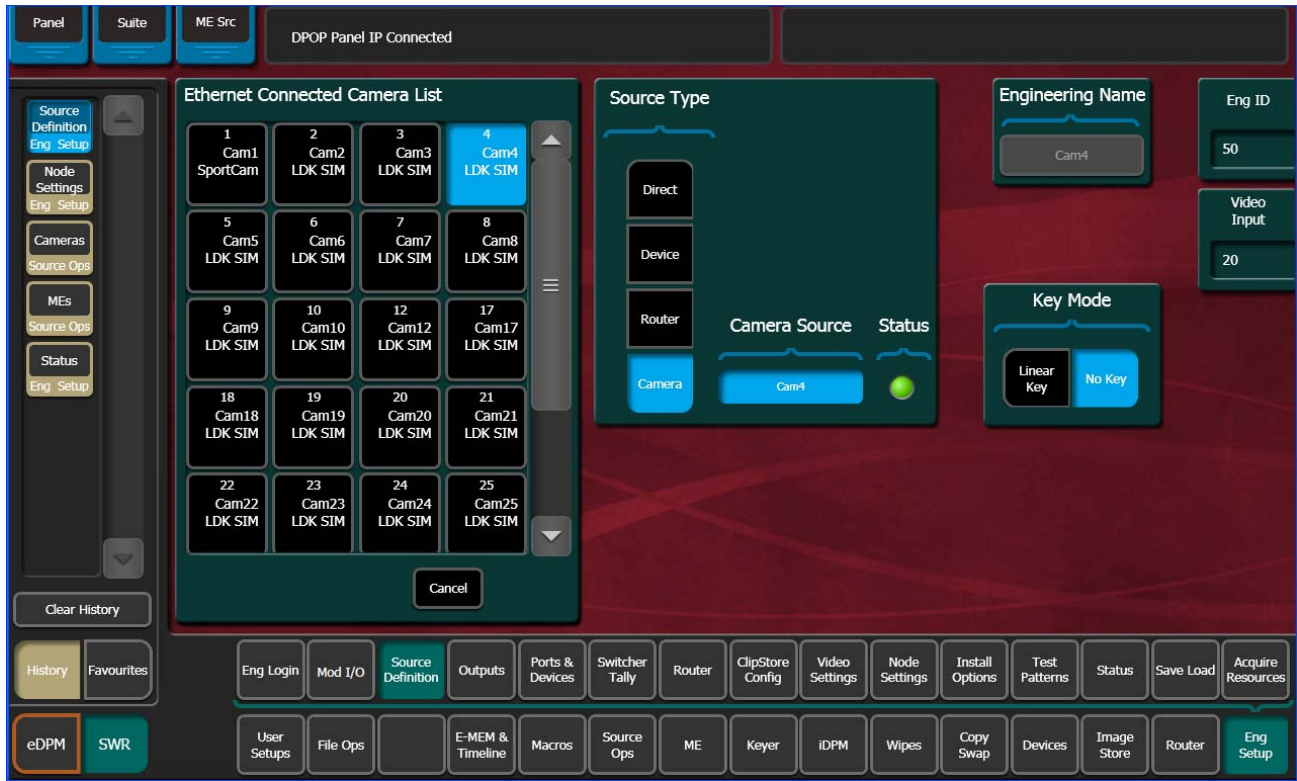 Panel
Suite
ME Src
DPOP Panel IP Connected
Source
Definition
Eng Setup
Node
Settings
Eng Setup
Cameras
Source Ops
MEs
Source Ops
Status
Eng Setup
Clear History
History
Favourites
Ethernet Connected Camera List
1
Cam1
SportCam
2
Cam2
LDK SIM
3
Cam3
LDK SIM
4
Cam4
LDK SIM
5
Cam5
LDK SIM
6
Cam6
LDK SIM
7
Cam7
LDK SIM
8
Cam8
LDK SIM
9
Cam9
LDK SIM
10
Cam10
LDK SIM
12
Cam12
LDK SIM
17
Cam17
LDK SIM
18
Cam18
LDK SIM
19
Cam19
LDK SIM
20
Cam20
LDK SIM
21
Cam21
LDK SIM
22
Cam22
LDK SIM
23
Cam23
LDK SIM
24
Cam24
LDK SIM
25
Cam25
LDK SIM
Cancel
Source Type
Direct
Device
Router
Camera
Camera Source
Cam4
Status
Engineering Name
Cam4
Eng ID
50
Video
Input
20
Key Mode
Linear
Key
No Key
Eng Login
Mod I/O
Source
Definition
Outputs
Ports &
Devices
Switcher
Tally
Router
ClipStore
Config
Video
Settings
Node
Settings
Install
Options
Test
Patterns
Status
Save Load
Acquire
Resources
eDPM
SWR
User
Setups
File Ops
E-MEM &
Timeline
Macros
Source
Ops
ME
Keyer
iDPM
Wipes
Copy
Swap
Devices
Image
Store
Router
Eng
Setup